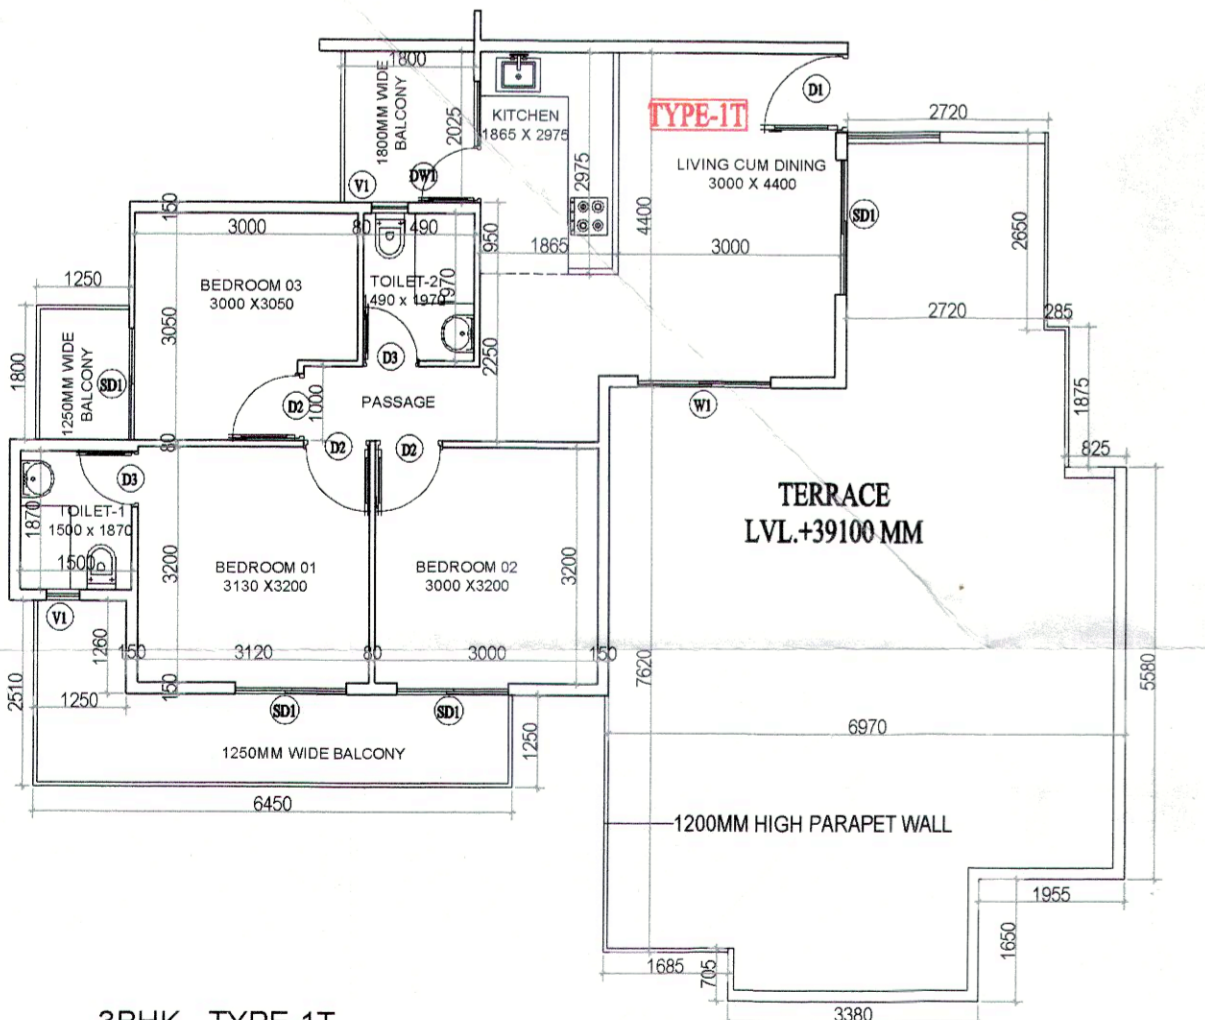 1800
1800MM WIDE
BALCONY
2025
KITCHEN
1865 X 2975
2975
4400
TYPE-1T
D1
2720
LIVING CUM DINING
3000 X 4400
V1
DW1
150
3000
80
490
950
1865
3000
SD1
2650
1250
BEDROOM 03
3000 X3050
TOILET-2
1490 x 1970
1970
2720
285
3050
1800
1250MM WIDE
BALCONY
SD1
D3
2250
D2
1000
PASSAGE
W1
1875
80
D2
D2
825
D3
TOILET-1
1500 x 1870
1870
1500
TERRACE
LVL.+39100 MM
3200
BEDROOM 01
3130 X3200
BEDROOM 02
3000 X3200
3200
V1
1260
150
3120
80
3000
150
7620
5580
2510
1250
150
SD1
SD1
1250
6970
1250MM WIDE BALCONY
6450
1200MM HIGH PARAPET WALL
1955
1650
1685
705
3380
3BHK - TYPE-1T